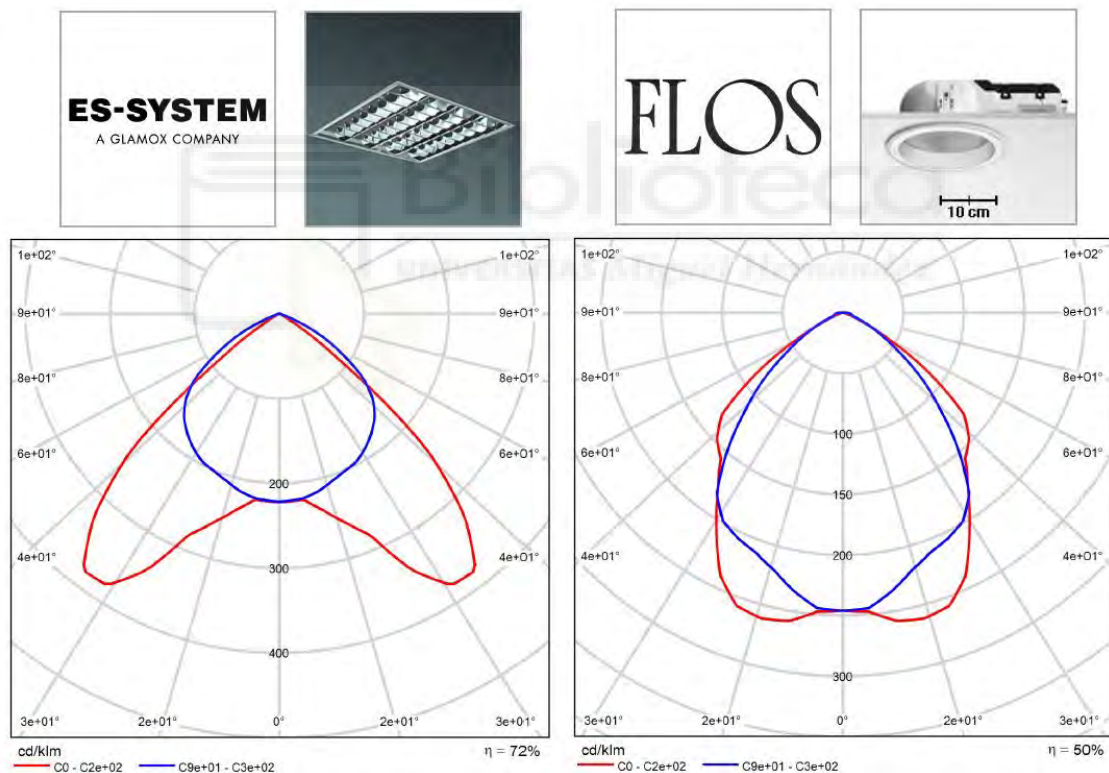 ES-SYSTEM
A GLAMOX COMPANY
FLOS
10 cm
Biblioteca
UNIVERSITAS Miguel Hernández
1e+02° 1e+02°
9e+01° 9e+01°
8e+01° 8e+01°
6e+01° 6e+01°
200
4e+01° 4e+01°
300
400
3e+01° 2e+01° 0° 2e+01° 3e+01°
cd/klm η = 72%
C0 - C2e+02 C9e+01 - C3e+02
1e+02° 1e+02°
9e+01° 9e+01°
8e+01° 8e+01°
100
6e+01° 6e+01°
150
200
4e+01° 4e+01°
300
3e+01° 2e+01° 0° 2e+01° 3e+01°
cd/klm η = 50%
C0 - C2e+02 C9e+01 - C3e+02